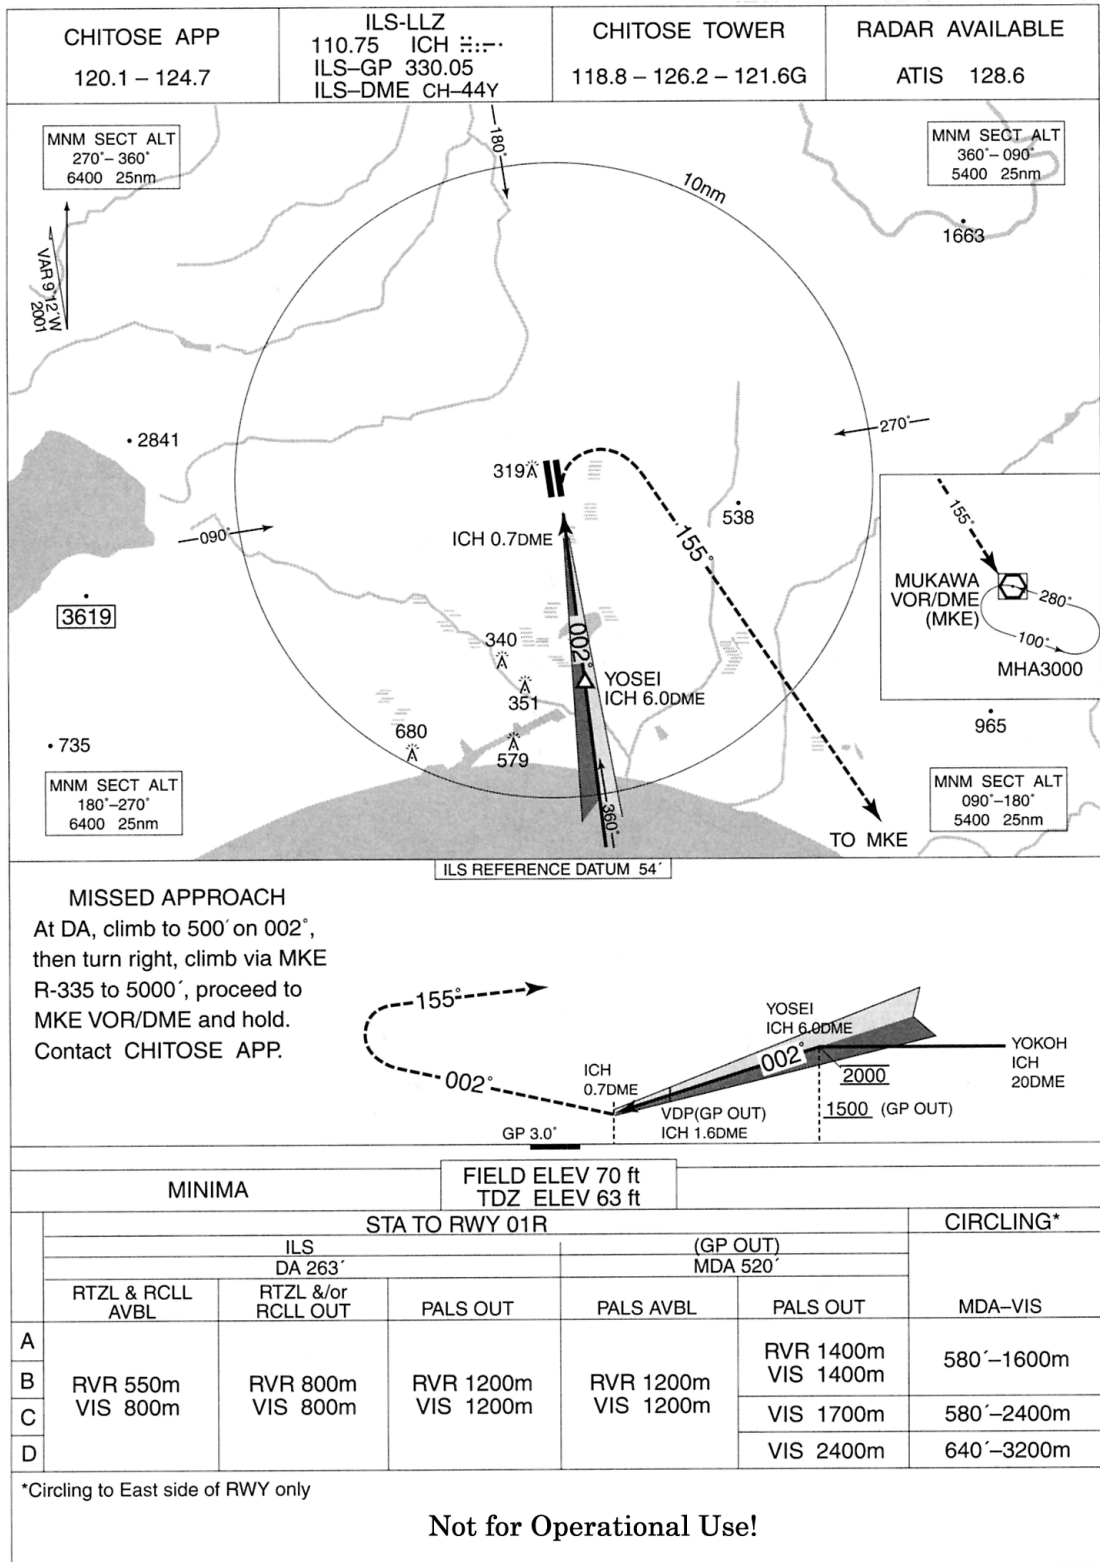 CHITOSE APP
120.1 – 124.7
ILS-LLZ
110.75 ICH
ILS–GP 330.05
ILS–DME CH–44Y
CHITOSE TOWER
118.8 – 126.2 – 121.6G
RADAR AVAILABLE
ATIS 128.6
MNM SECT ALT
270°– 360°
6400 25nm
180°
10nm
MNM SECT ALT
360°– 090°
5400 25nm
1663
VAR 9°12´W
2001
2841
270°
319
538
090°
ICH 0.7DME
155°
155°
MUKAWA
VOR/DME
(MKE)
280°
100°
MHA3000
3619
340
002°
YOSEI
ICH 6.0DME
351
680
579
735
965
MNM SECT ALT
180°–270°
6400 25nm
360°
MNM SECT ALT
090°–180°
5400 25nm
TO MKE
ILS REFERENCE DATUM 54´
MISSED APPROACH
At DA, climb to 500´ on 002°,
then turn right, climb via MKE
R-335 to 5000´, proceed to
MKE VOR/DME and hold.
Contact CHITOSE APP.
155°
002°
YOSEI
ICH 6.0DME
002°
YOKOH
ICH
20DME
ICH
0.7DME
2000
VDP(GP OUT)
ICH 1.6DME
1500 (GP OUT)
GP 3.0°
MINIMA
FIELD ELEV 70 ft
TDZ ELEV 63 ft
STA TO RWY 01R
CIRCLING*
ILS
(GP OUT)
DA 263´
MDA 520´
RTZL & RCLL
AVBL
RTZL &/or
RCLL OUT
PALS OUT
PALS AVBL
PALS OUT
MDA–VIS
A
B
C
D
RVR 550m
VIS 800m
RVR 800m
VIS 800m
RVR 1200m
VIS 1200m
RVR 1200m
VIS 1200m
RVR 1400m
VIS 1400m
580´–1600m
VIS 1700m
580´–2400m
VIS 2400m
640´–3200m
*Circling to East side of RWY only
Not for Operational Use!